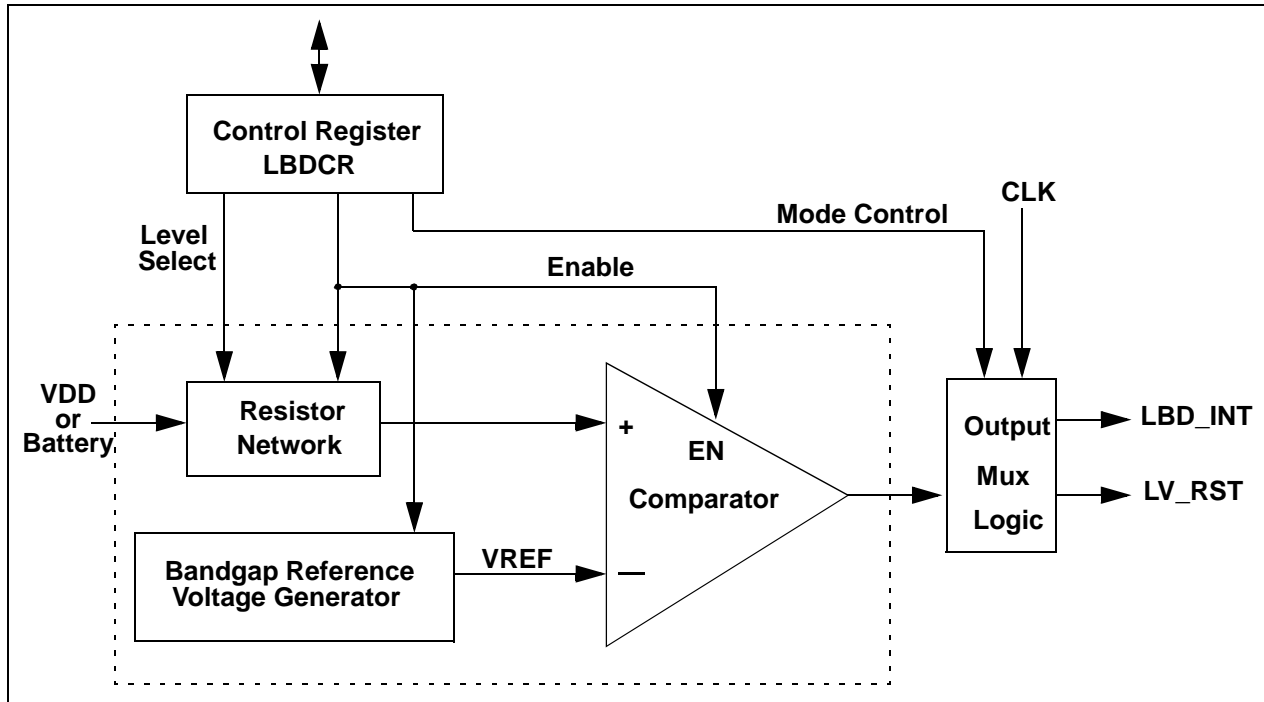 Control Register
LBDCR
CLK
Mode Control
Level
Select
Enable
VDD
or
Battery
Resistor
Network
+
EN
Comparator
—
Output
Mux
Logic
LBD_INT
LV_RST
VREF
Bandgap Reference
Voltage Generator